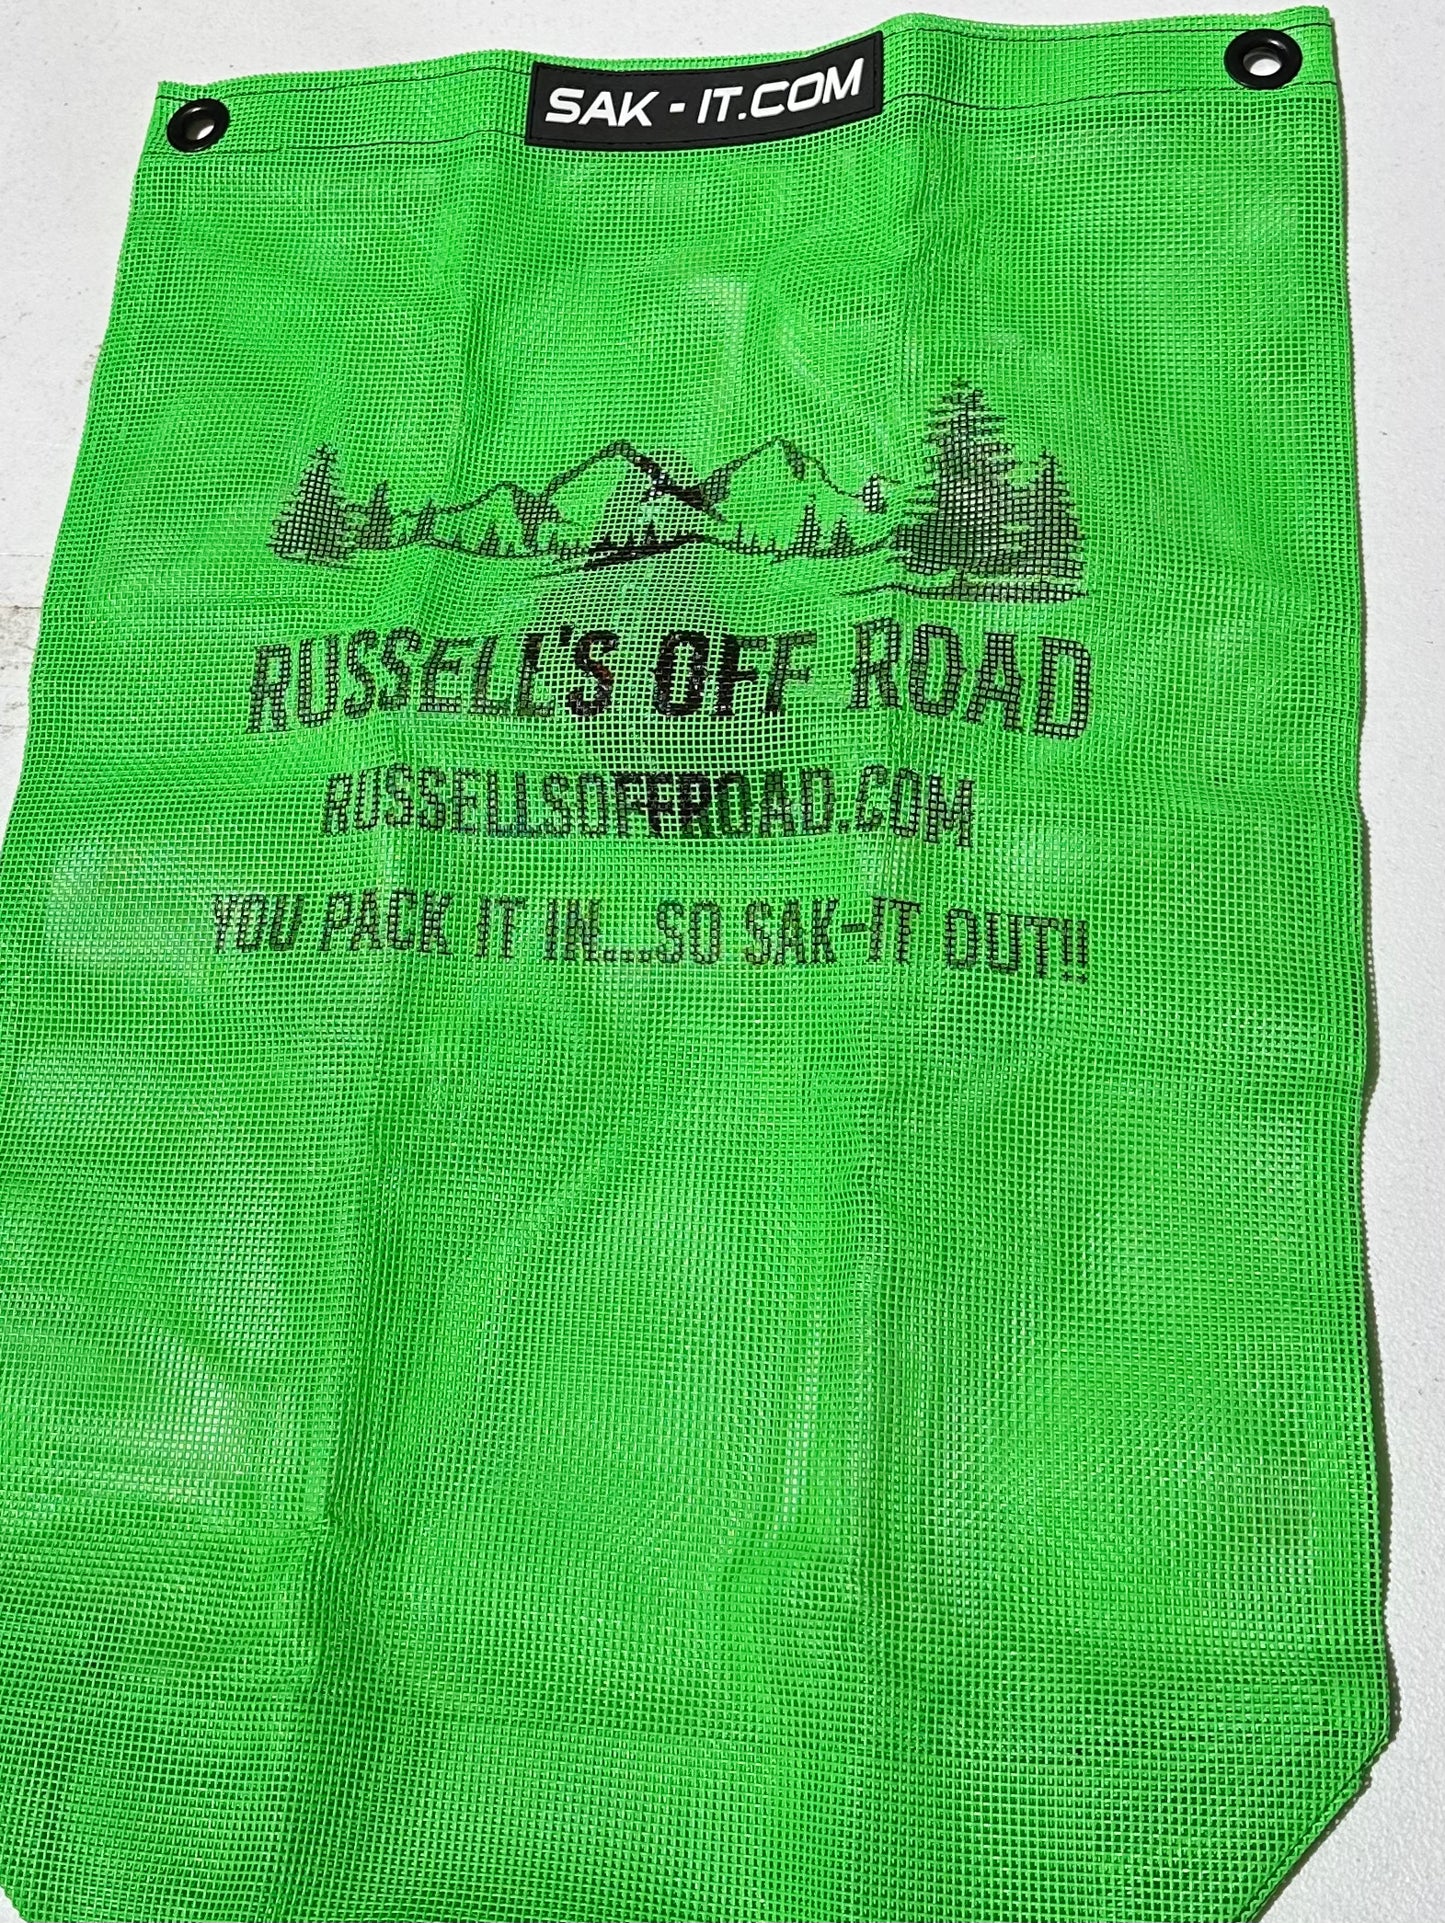 SAK - IT.COM
RUSSELL'S OFF ROAD
RUSSELLSOFFROAD.COM
YOU PACK IT IN....SO SAK-IT OUT!!